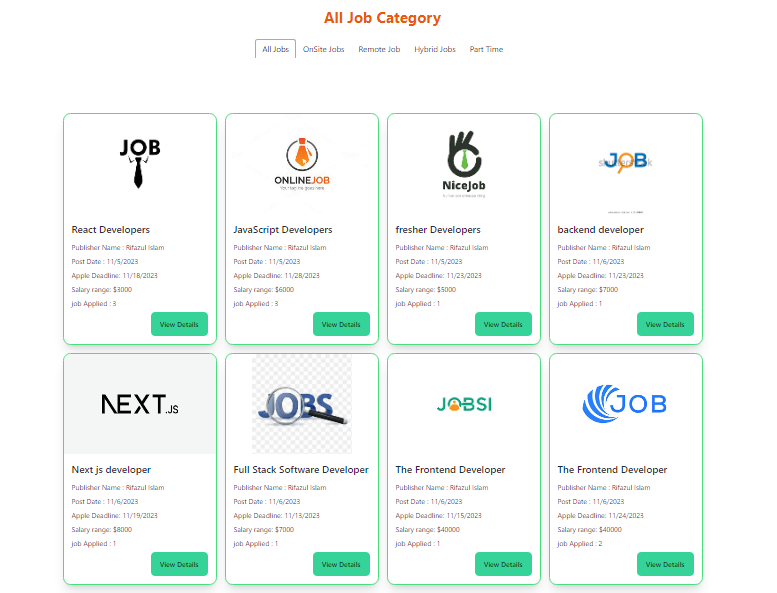 All Job Category
All Jobs OnSite Jobs Remote Job Hybrid Jobs Part Time
JOB
React Developers
Publisher Name : Rifazul Islam
Post Date : 11/5/2023
Apple Deadline: 11/18/2023
Salary range: $3000
job Applied : 3
View Details
ONLINEJOB
Your tag line goes here
JavaScript Developers
Publisher Name : Rifazul Islam
Post Date : 11/5/2023
Apple Deadline: 11/28/2023
Salary range: $6000
job Applied : 3
View Details
NiceJob
fresher Developers
Publisher Name : Rifazul Islam
Post Date : 11/5/2023
Apple Deadline: 11/23/2023
Salary range: $5000
job Applied : 1
View Details
JOB
backend developer
Publisher Name : Rifazul Islam
Post Date : 11/6/2023
Apple Deadline: 11/23/2023
Salary range: $7000
job Applied : 1
View Details
NEXT.JS
Next js developer
Publisher Name : Rifazul Islam
Post Date : 11/6/2023
Apple Deadline: 11/19/2023
Salary range: $8000
job Applied : 1
View Details
JOBS
Full Stack Software Developer
Publisher Name : Rifazul Islam
Post Date : 11/6/2023
Apple Deadline: 11/13/2023
Salary range: $7000
job Applied : 1
View Details
JOBSI
The Frontend Developer
Publisher Name : Rifazul Islam
Post Date : 11/6/2023
Apple Deadline: 11/15/2023
Salary range: $40000
job Applied : 1
View Details
JOB
The Frontend Developer
Publisher Name : Rifazul Islam
Post Date : 11/6/2023
Apple Deadline: 11/24/2023
Salary range: $40000
job Applied : 2
View Details